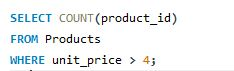 SELECT COUNT(product_id)
FROM Products
WHERE unit_price > 4;